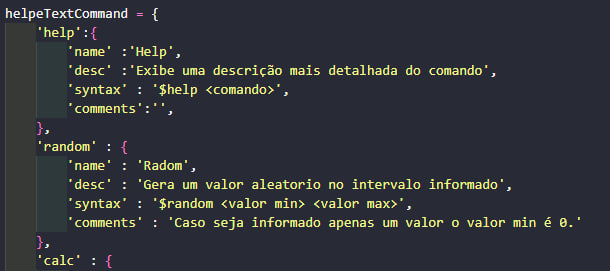 helpeTextCommand = {
'help':{
'name' :'Help',
'desc' :'Exibe uma descrição mais detalhada do comando',
'syntax' : '$help <comando>',
'comments':'',
},
'random' : {
'name' : 'Radom',
'desc' : 'Gera um valor aleatorio no intervalo informado',
'syntax' : '$random <valor min> <valor max>',
'comments' : 'Caso seja informado apenas um valor o valor min é 0.'
},
'calc' : {